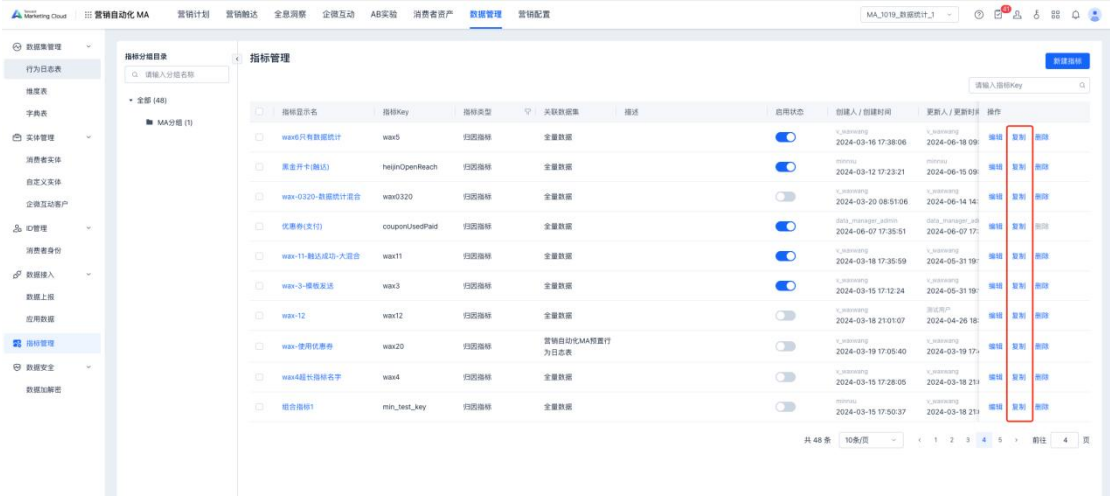 Tencent
Marketing Cloud
营销自动化 MA
营销计划
营销触达
全息洞察
企微互动
AB实验
消费者资产
数据管理
营销配置
MA_1019_数据统计_1
数据集管理
行为日志表
维度表
字典表
实体管理
消费者实体
自定义实体
企微互动客户
ID管理
消费者身份
数据接入
数据上报
应用数据
指标管理
数据安全
数据加解密
指标分组目录
请输入分组名称
全部 (48)
MA分组 (1)
指标管理
新建指标
请输入指标Key
指标显示名 指标Key 指标类型 关联数据集 描述 启用状态 创建人 / 创建时间 更新人 / 更新时间 操作
wax6只有数据统计 wax5 归因指标 全量数据 v_waxwang 2024-03-16 17:38:06 v_waxwang 2024-06-18 09: 编辑 复制 删除
黑金开卡(触达) heijinOpenReach 归因指标 全量数据 2024-03-12 17:23:21 2024-06-15 09: 编辑 复制 删除
wax-0320-数据统计混合 wax0320 归因指标 全量数据 v_waxwang 2024-03-20 08:51:06 v_waxwang 2024-06-14 14: 编辑 复制 删除
优惠券(支付) couponUsedPaid 归因指标 全量数据 data_manager_admin 2024-06-07 17:35:51 data_manager_ad 2024-06-07 17: 编辑 复制 删除
wax-11-触达成功-大混合 wax11 归因指标 全量数据 v_waxwang 2024-03-18 17:35:59 v_waxwang 2024-05-31 19: 编辑 复制 删除
wax-3-模板发送 wax3 归因指标 全量数据 v_waxwang 2024-03-15 17:12:24 v_waxwang 2024-05-31 19: 编辑 复制 删除
wax-12 wax12 归因指标 全量数据 v_waxwang 2024-03-18 21:01:07 测试用户 2024-04-26 18: 编辑 复制 删除
wax-使用优惠券 wax20 归因指标 营销自动化MA预置行为日志表 v_waxwang 2024-03-19 17:05:40 v_waxwang 2024-03-19 17: 编辑 复制 删除
wax4超长指标名字 wax4 归因指标 全量数据 v_waxwang 2024-03-15 17:28:05 v_waxwang 2024-03-18 21: 编辑 复制 删除
组合指标1 min_test_key 归因指标 全量数据 2024-03-15 17:50:37 v_waxwang 2024-03-18 21: 编辑 复制 删除
共 48 条 10条/页 1 2 3 4 5 前往 4 页